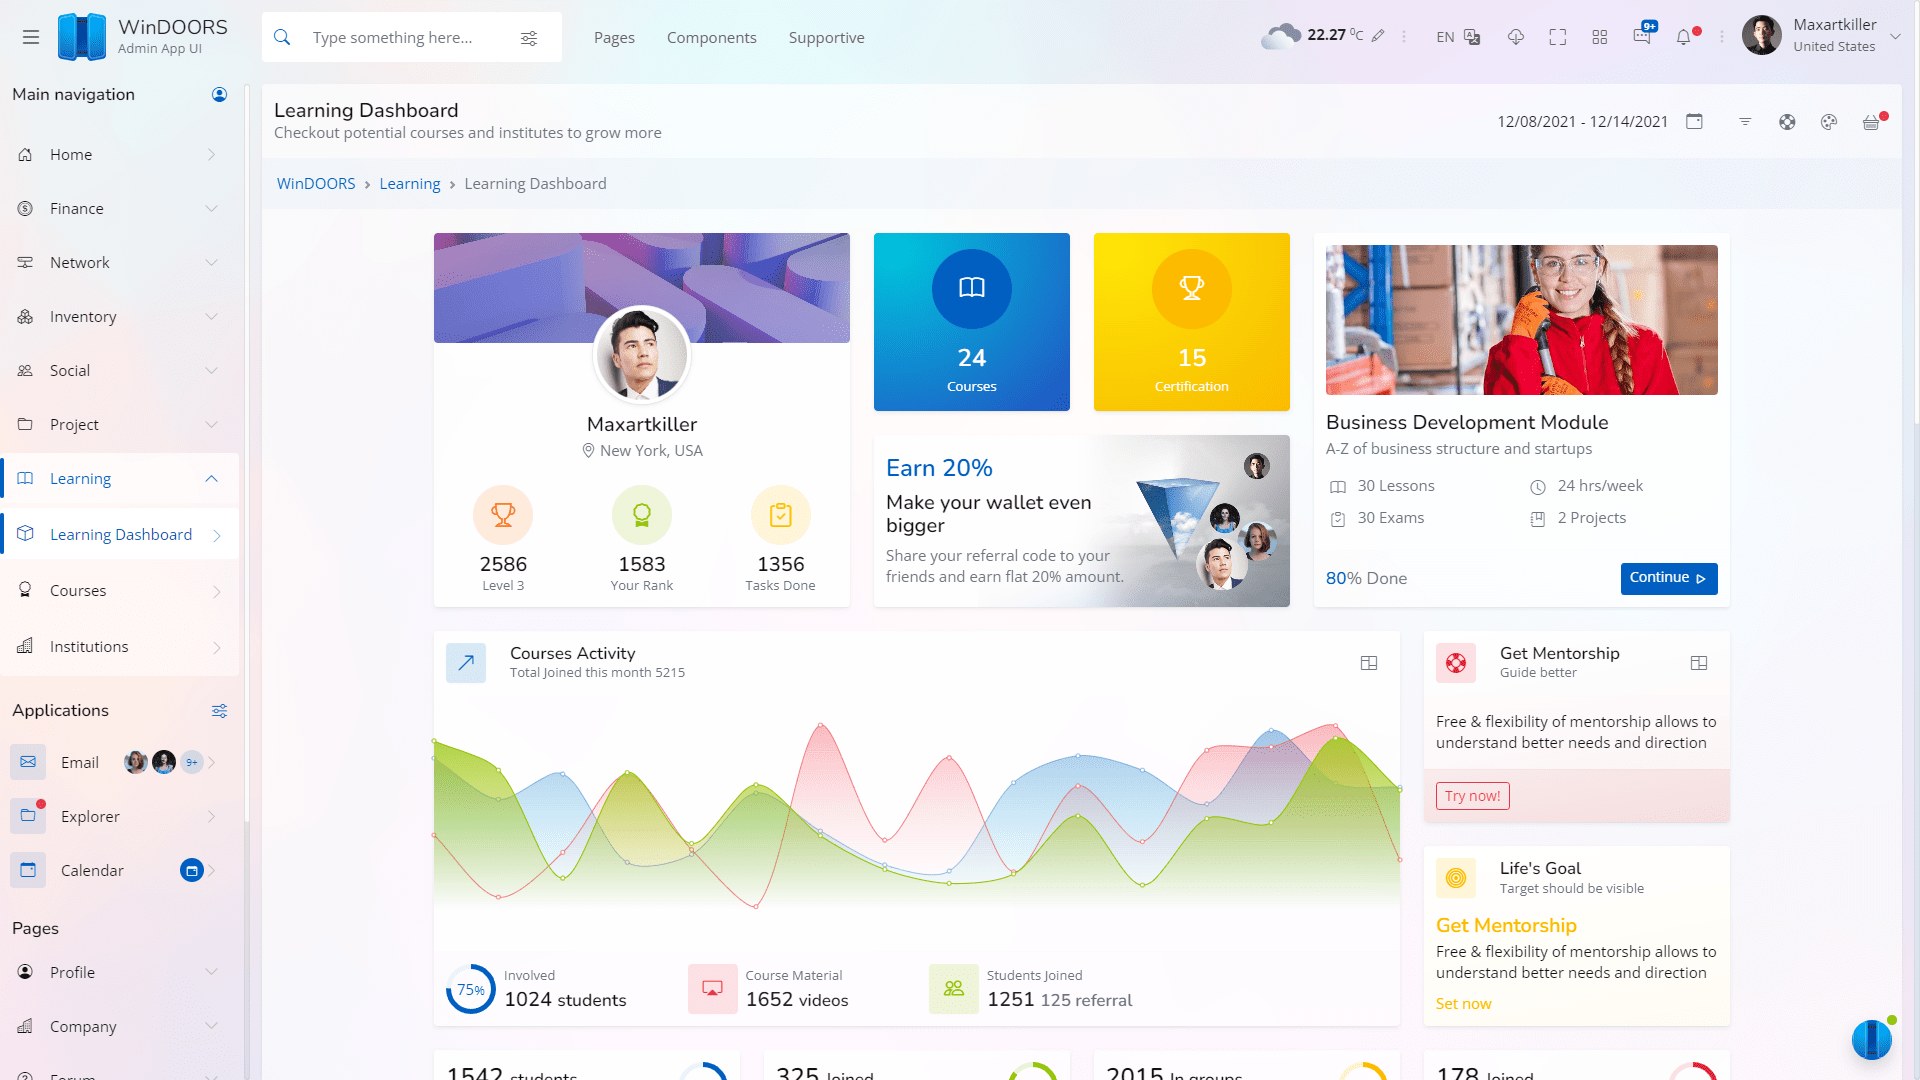 WinDOORS
Admin App UI
Type something here...
Pages
Components
Supportive
22.27 0C
EN
9+
Maxartkiller
United States
Main navigation
Home
Finance
Network
Inventory
Social
Project
Learning
Learning Dashboard
Courses
Institutions
Applications
Email
9+
Explorer
Calendar
Pages
Profile
Company
Forum
Learning Dashboard
Checkout potential courses and institutes to grow more
12/08/2021 - 12/14/2021
WinDOORS › Learning › Learning Dashboard
Maxartkiller
New York, USA
2586
Level 3
1583
Your Rank
1356
Tasks Done
24
Courses
15
Certification
Earn 20%
Make your wallet even
bigger
Share your referral code to your
friends and earn flat 20% amount.
Business Development Module
A-Z of business structure and startups
30 Lessons
24 hrs/week
30 Exams
2 Projects
80% Done
Continue
Courses Activity
Total Joined this month 5215
75%
Involved
1024 students
Course Material
1652 videos
Students Joined
1251 125 referral
Get Mentorship
Guide better
Free & flexibility of mentorship allows to
understand better needs and direction
Try now!
Life's Goal
Target should be visible
Get Mentorship
Free & flexibility of mentorship allows to
understand better needs and direction
Set now
1542 students
325 Joined
2015 In groups
178 Joined